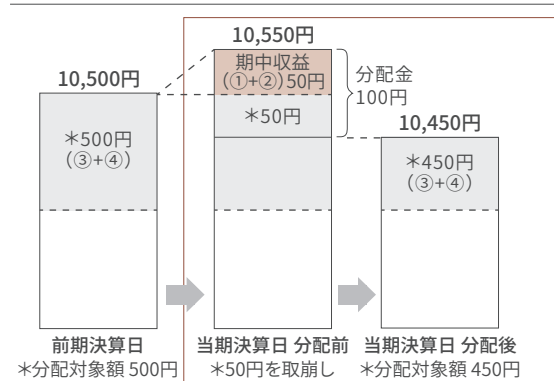 10,550円
期中収益
(①+②)50円
分配金
100円
10,500円
＊50円
＊500円
(③+④)
10,450円
＊450円
(③+④)
前期決算日
＊分配対象額 500円
当期決算日 分配前
＊50円を取崩し
当期決算日 分配後
＊分配対象額 450円